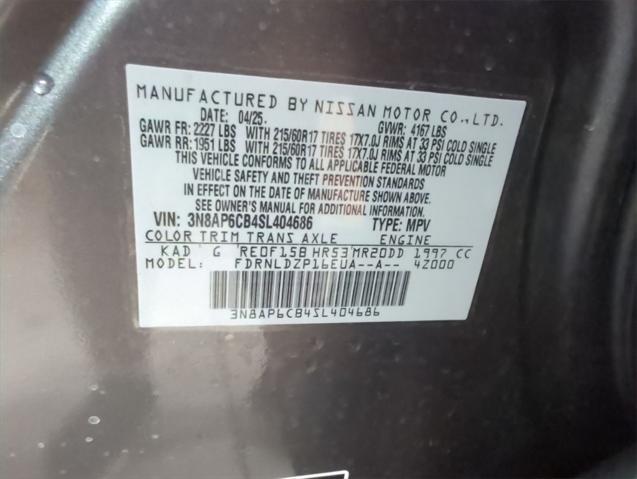 MANUFACTURED BY NISSAN MOTOR CO., LTD.
DATE: 04/25. GVWR: 4167 LBS
GAWR FR: 2227 LBS WITH 215/60R17 TIRES 17X7.0J RIMS AT 33 PSI COLD SINGLE
GAWR RR: 1951 LBS WITH 215/60R17 TIRES 17X7.0J RIMS AT 33 PSI COLD SINGLE
THIS VEHICLE CONFORMS TO ALL APPLICABLE FEDERAL MOTOR
VEHICLE SAFETY AND THEFT PREVENTION STANDARDS
IN EFFECT ON THE DATE OF MANUFACTURE SHOWN ABOVE.
SEE OWNER'S MANUAL FOR ADDITIONAL INFORMATION.
VIN: 3N8AP6CB4SL404686 TYPE: MPV
COLOR TRIM TRANS AXLE ENGINE
KAD G RE0F15B HR53 MR20DD 1997 CC
MODEL: FDRNLDZP16EUA--A-- 4Z000
3N8AP6CB4SL404686